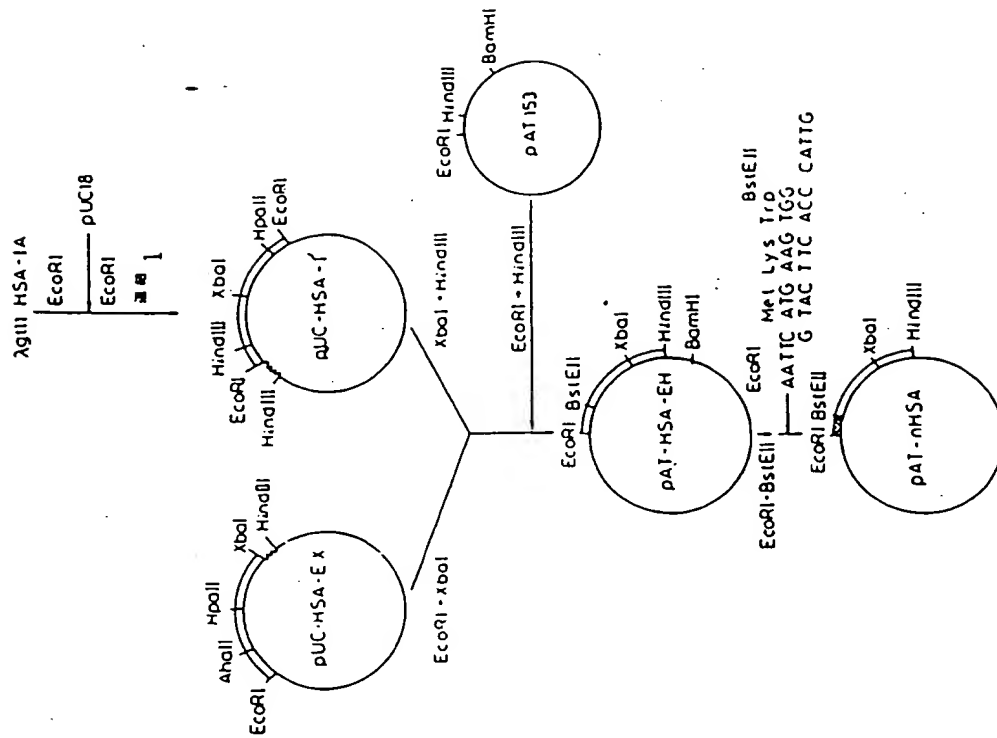 λgt11 HSA-1A
EcoRI
pUC18
EcoRI
1
HindIII
XbaI
HpaII
EcoRI
EcoRI
HindIII
pUC-HSA-I
AhaII
HpaII
XbaI
HindIII
EcoRI
pUC-HSA-EX
XbaI+HindIII
EcoRI+XbaI
EcoRI HindIII
BamHI
pAT153
EcoRI+HindIII
EcoRI
BstEII
XbaI
HindIII
BamHI
pAT-HSA-EH
EcoRI+BstEII
EcoRI
Met Lys Trp
BstEII
AATTC ATG AAG TGG
G TAC TTC ACC CATTG
EcoRI BstEII
XbaI
HindIII
pAT-nHSA